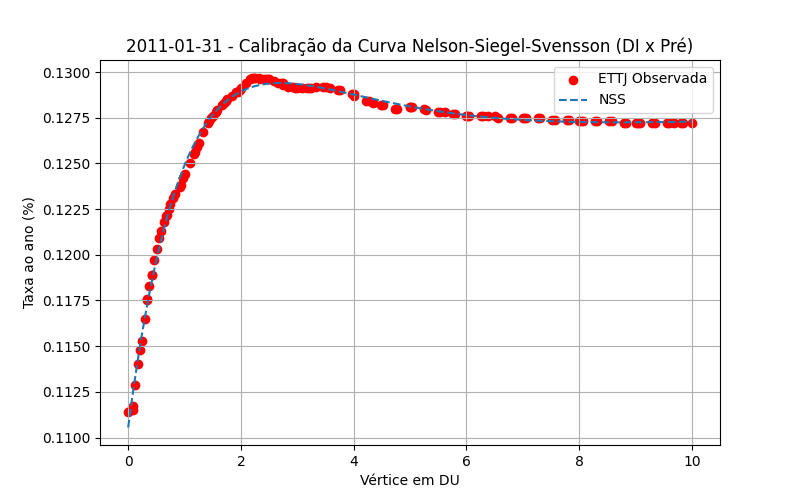 2011-01-31 - Calibração da Curva Nelson-Siegel-Svensson (DI x Pré)
ETTJ Observada
NSS
Taxa ao ano (%)
0.1300
0.1275
0.1250
0.1225
0.1200
0.1175
0.1150
0.1125
0.1100
0 2 4 6 8 10
Vértice em DU